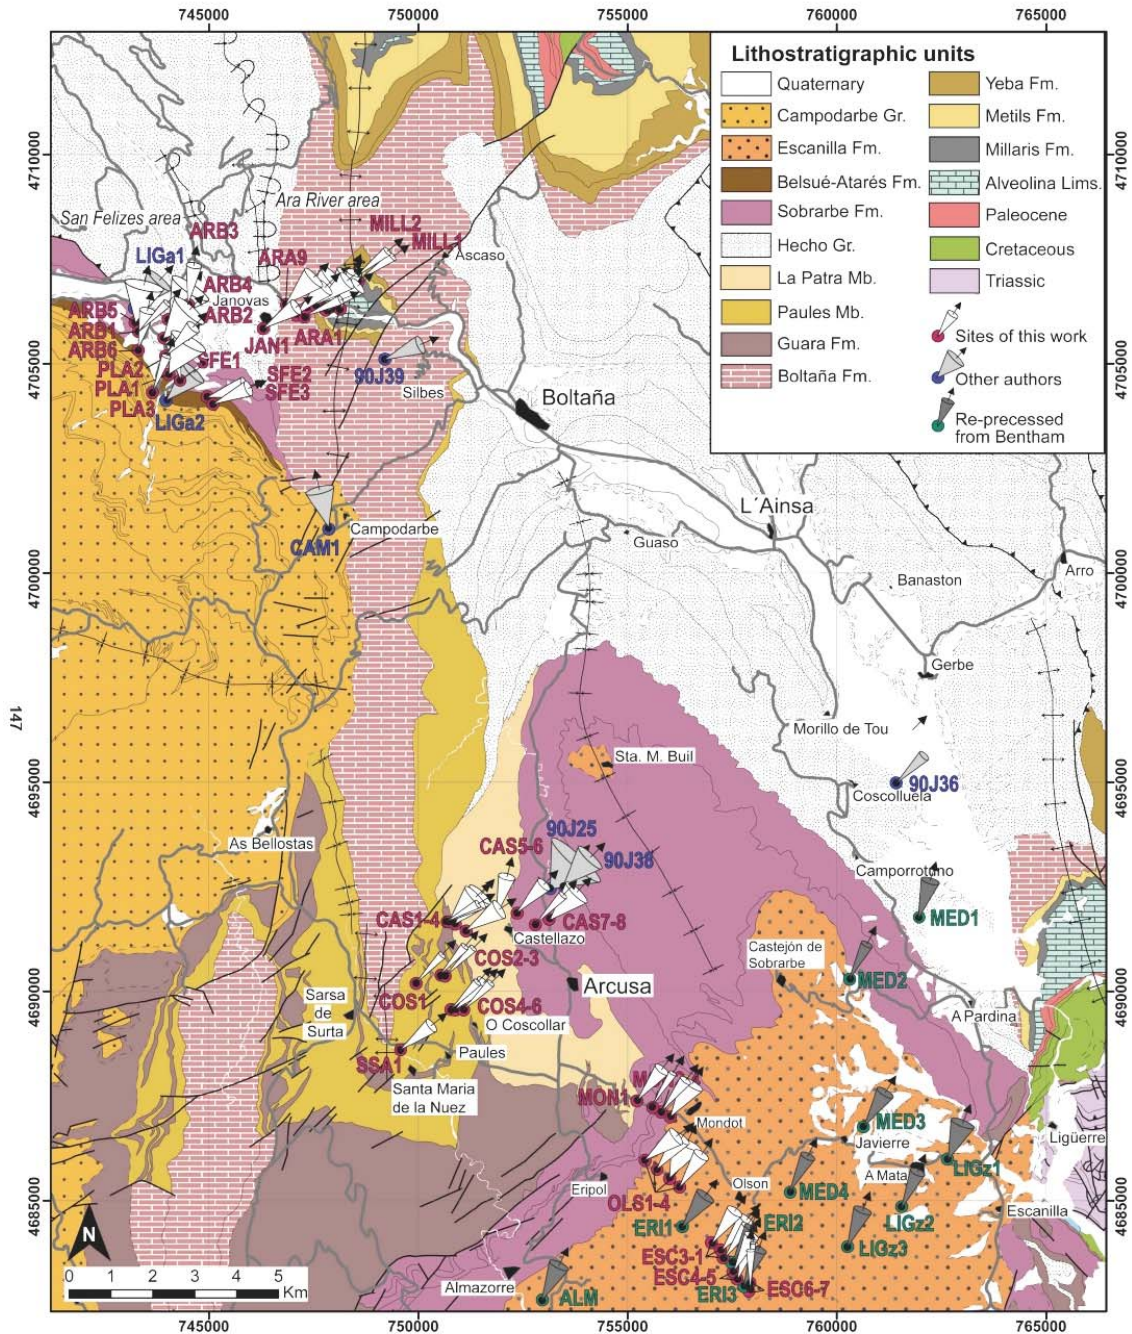 745000
750000
755000
760000
765000
Lithostratigraphic units
Quaternary
Campodarbe Gr.
Escanilla Fm.
Belsué-Atarés Fm.
Sobrarbe Fm.
Hecho Gr.
La Patra Mb.
Paules Mb.
Guara Fm.
Boltaña Fm.
Yeba Fm.
Metils Fm.
Millaris Fm.
Alveolina Lims.
Paleocene
Cretaceous
Triassic
Sites of this work
Other authors
Re-precessed
from Bentham
4710000
4710000
San Felizes area
Ara River area
ARB3
LIGa1
ARA9
MILL2
MILL1
Ascaso
ARB4
Janovas
ARB5
ARB2
ARB1
ARB6
JAN1
ARA1
PLA2
SFE1
PLA1
SFE2
SFE3
PLA3
LIGa2
90J39
Silbes
4705000
4705000
Boltaña
L´Ainsa
Campodarbe
CAM1
Guaso
Banaston
Arro
4700000
4700000
Gerbe
147
Morillo de Tou
Sta. M. Buil
Coscolluela
90J36
4695000
4695000
As Bellostas
90J25
90J38
CAS5-6
Camporrotuno
CAS1-4
CAS7-8
MED1
Castellazo
COS2-3
Castejón de
Sobrarbe
MED2
Arcusa
COS1
COS4-6
4690000
4690000
Sarsa
de
Surta
O Coscollar
A Pardina
SSA1
Paules
Santa Maria
de la Nuez
MON1
Mondot
MED3
Javierre
Ligüerre
A Mata
LIGz1
Eripol
OLS1-4
Olson
MED4
4685000
4685000
ERI1
ERI2
LIGz2
Escanilla
ESC3-1
LIGz3
ESC4-5
ERI3
ESC6-7
Almazorre
ALM
N
0 1 2 3 4 5
Km
745000
750000
755000
760000
765000